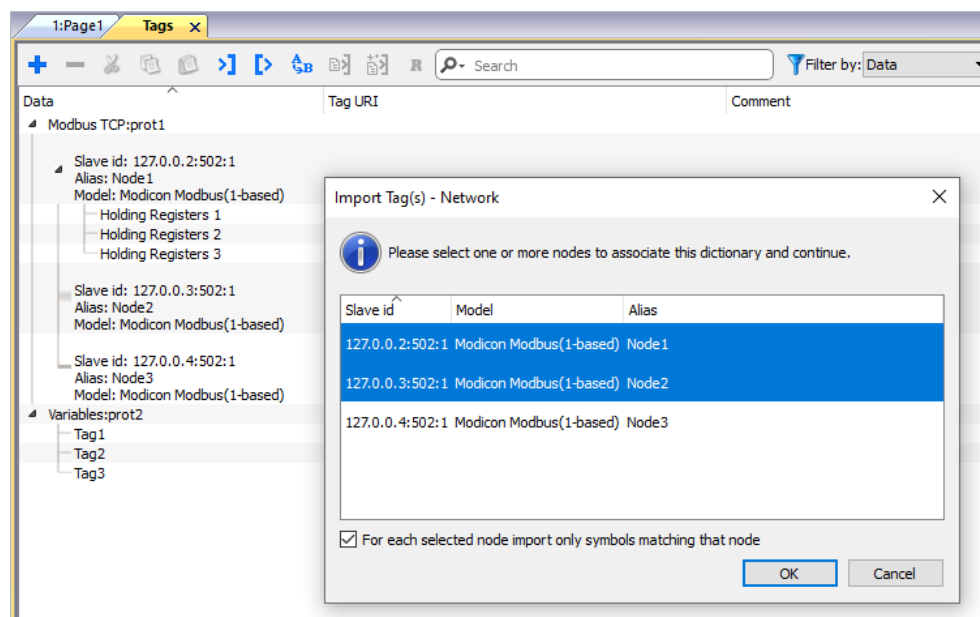 1:Page1 Tags
Search
Filter by: Data
Data Tag URI Comment
Modbus TCP:prot1
Slave id: 127.0.0.2:502:1
Alias: Node1
Model: Modicon Modbus(1-based)
Holding Registers 1
Holding Registers 2
Holding Registers 3
Slave id: 127.0.0.3:502:1
Alias: Node2
Model: Modicon Modbus(1-based)
Slave id: 127.0.0.4:502:1
Alias: Node3
Model: Modicon Modbus(1-based)
Variables:prot2
Tag1
Tag2
Tag3
Import Tag(s) - Network
Please select one or more nodes to associate this dictionary and continue.
Slave id Model Alias
127.0.0.2:502:1 Modicon Modbus(1-based) Node1
127.0.0.3:502:1 Modicon Modbus(1-based) Node2
127.0.0.4:502:1 Modicon Modbus(1-based) Node3
For each selected node import only symbols matching that node
OK Cancel